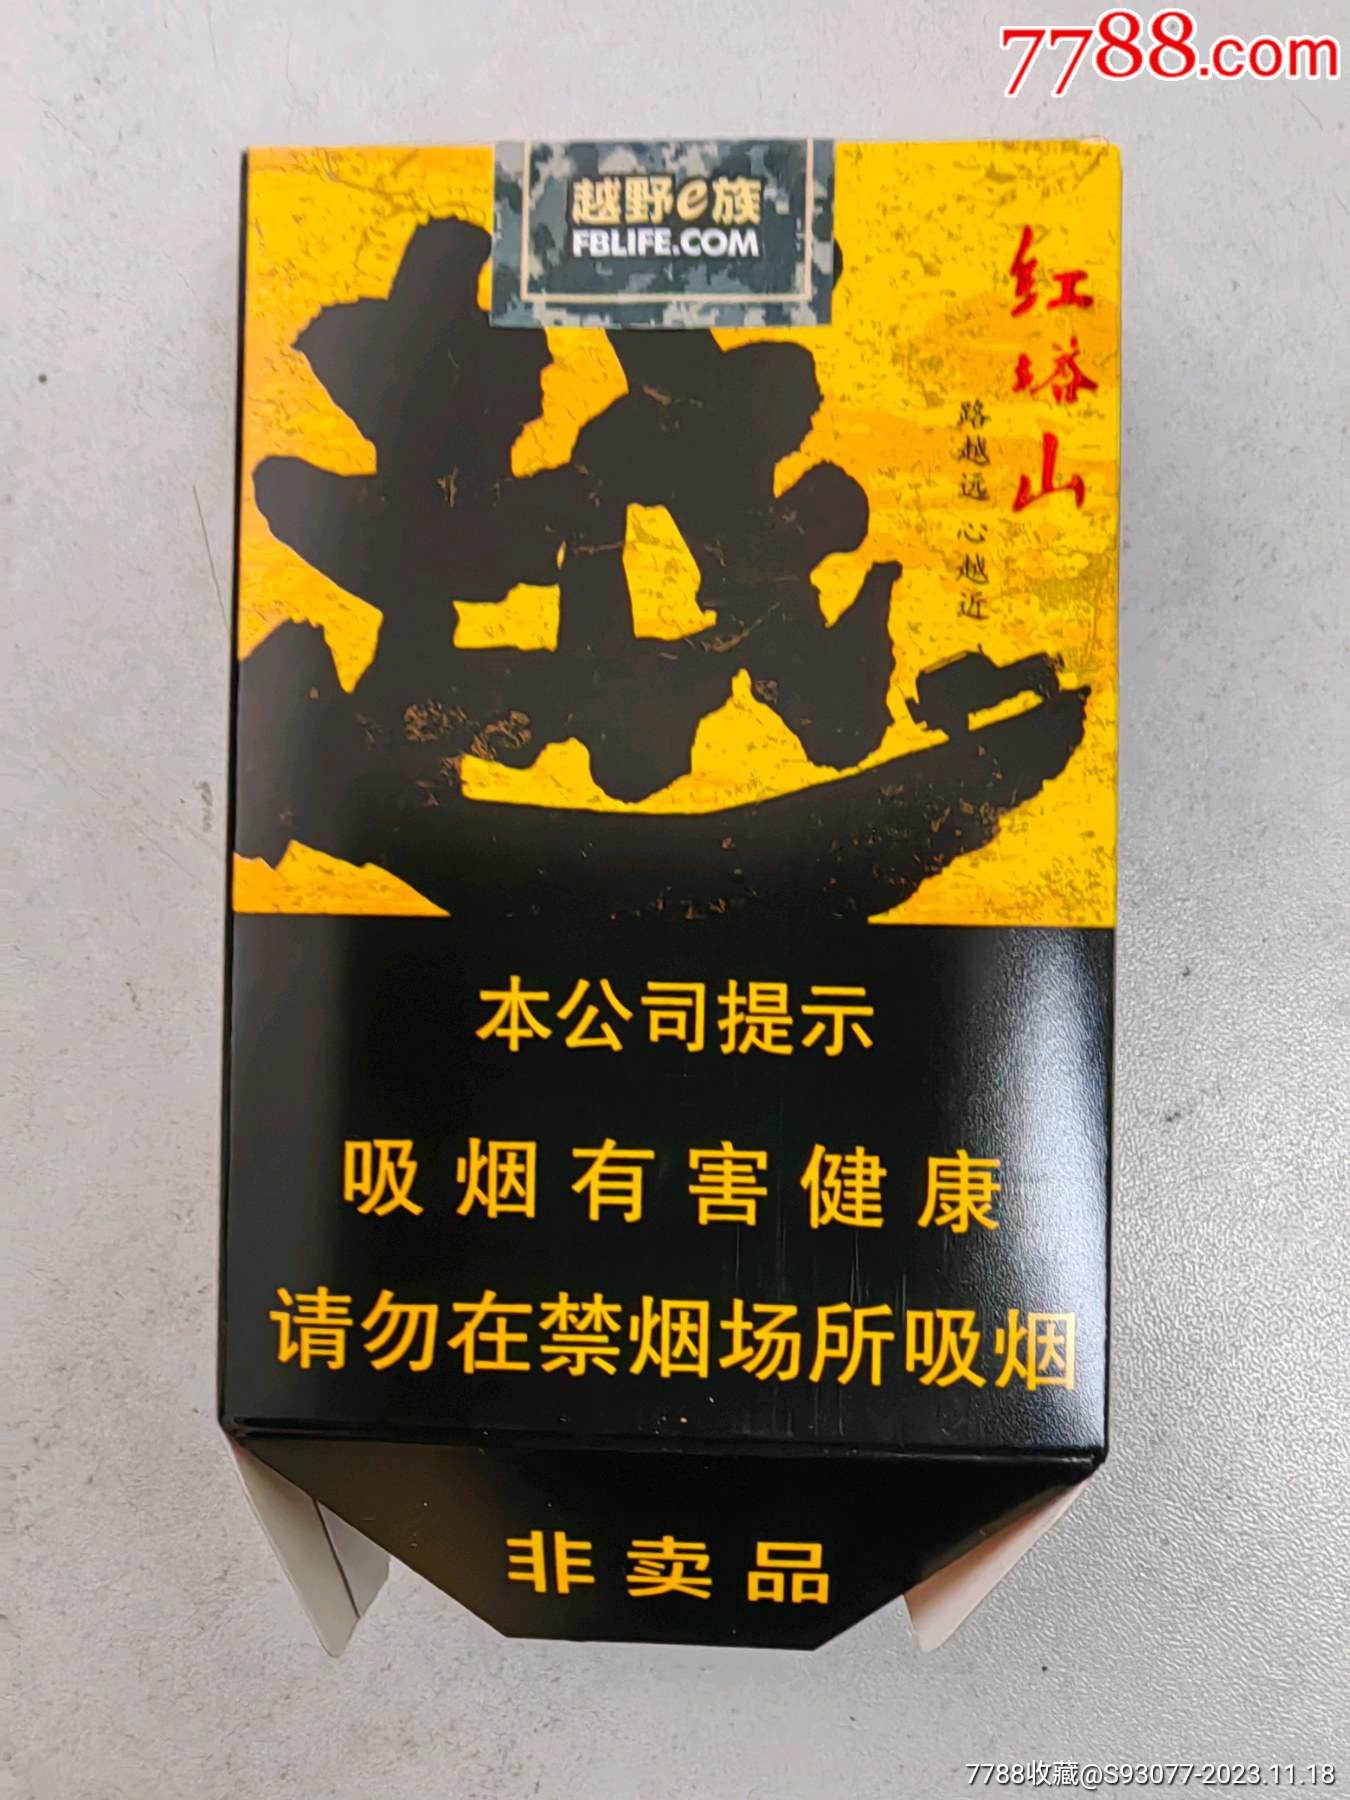 7788.com
越野e族
FBLIFE.COM
越
红塔山
路越远 心越近
本公司提示
吸烟有害健康
请勿在禁烟场所吸烟
非卖品
7788收藏@S93077-2023.11.18